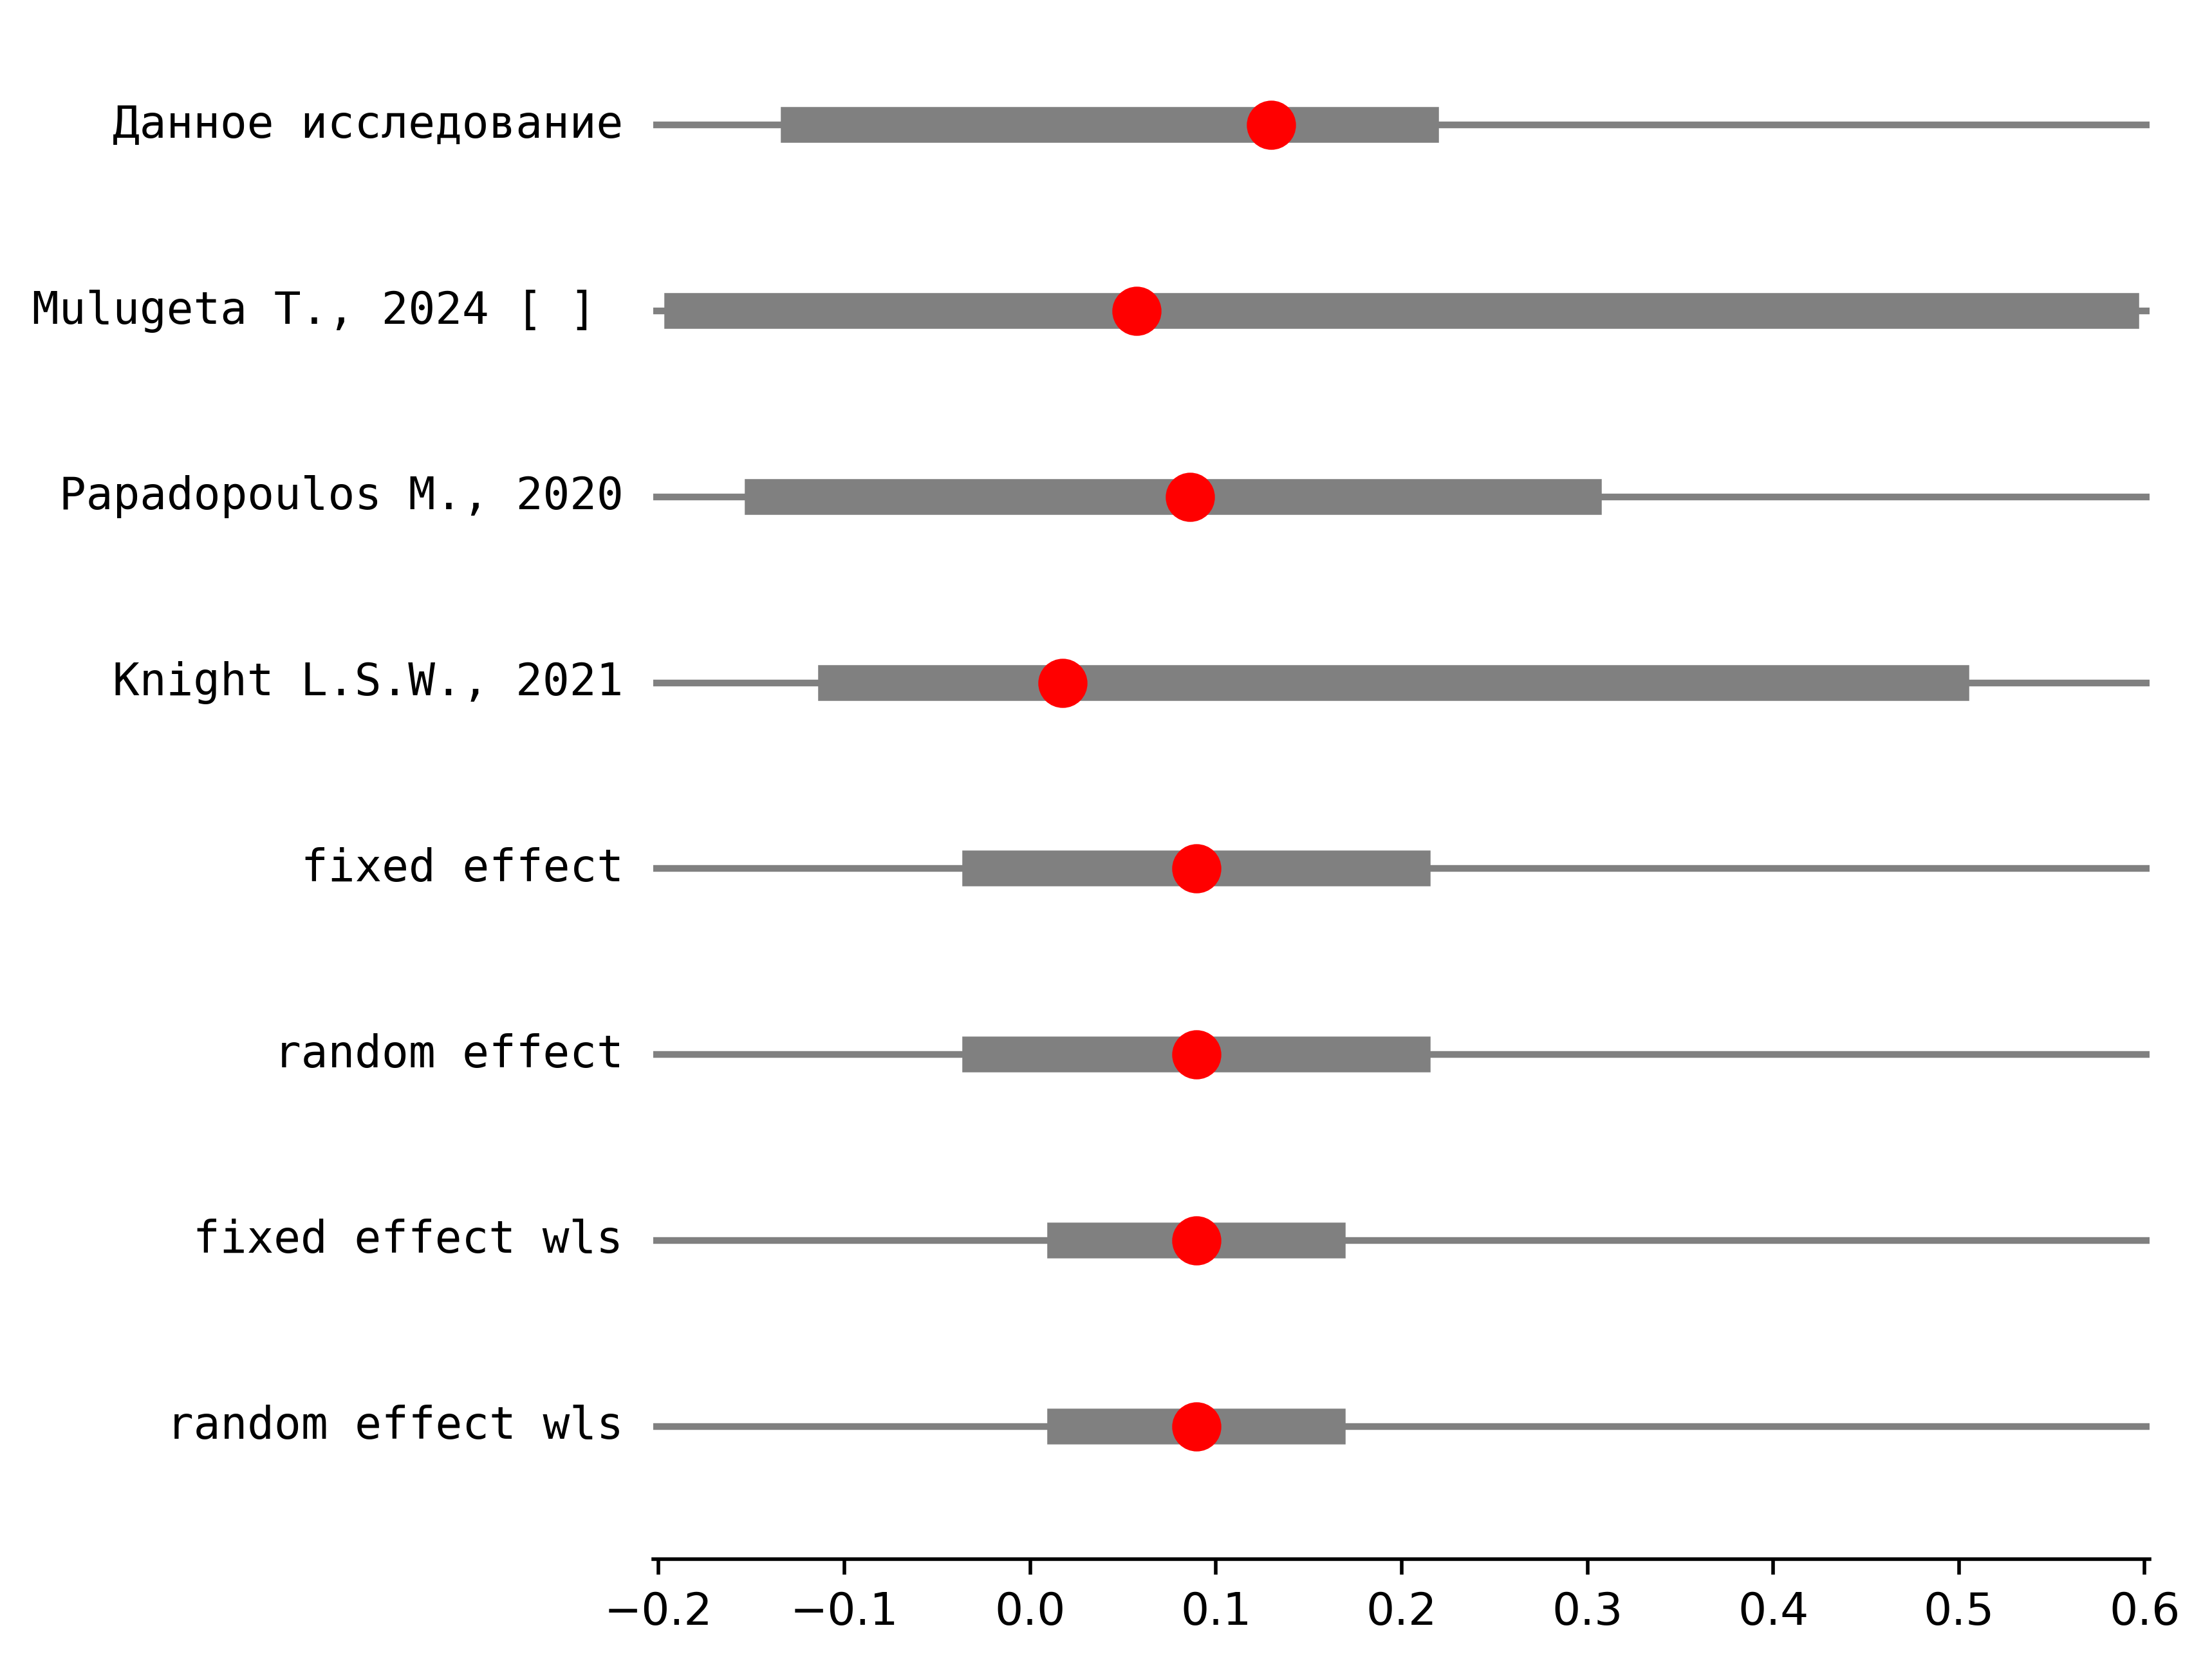 Данное исследование
Mulugeta T., 2024 [ ]
Papadopoulos M., 2020
Knight L.S.W., 2021
fixed effect
random effect
fixed effect wls
random effect wls
−0.2 −0.1 0.0 0.1 0.2 0.3 0.4 0.5 0.6